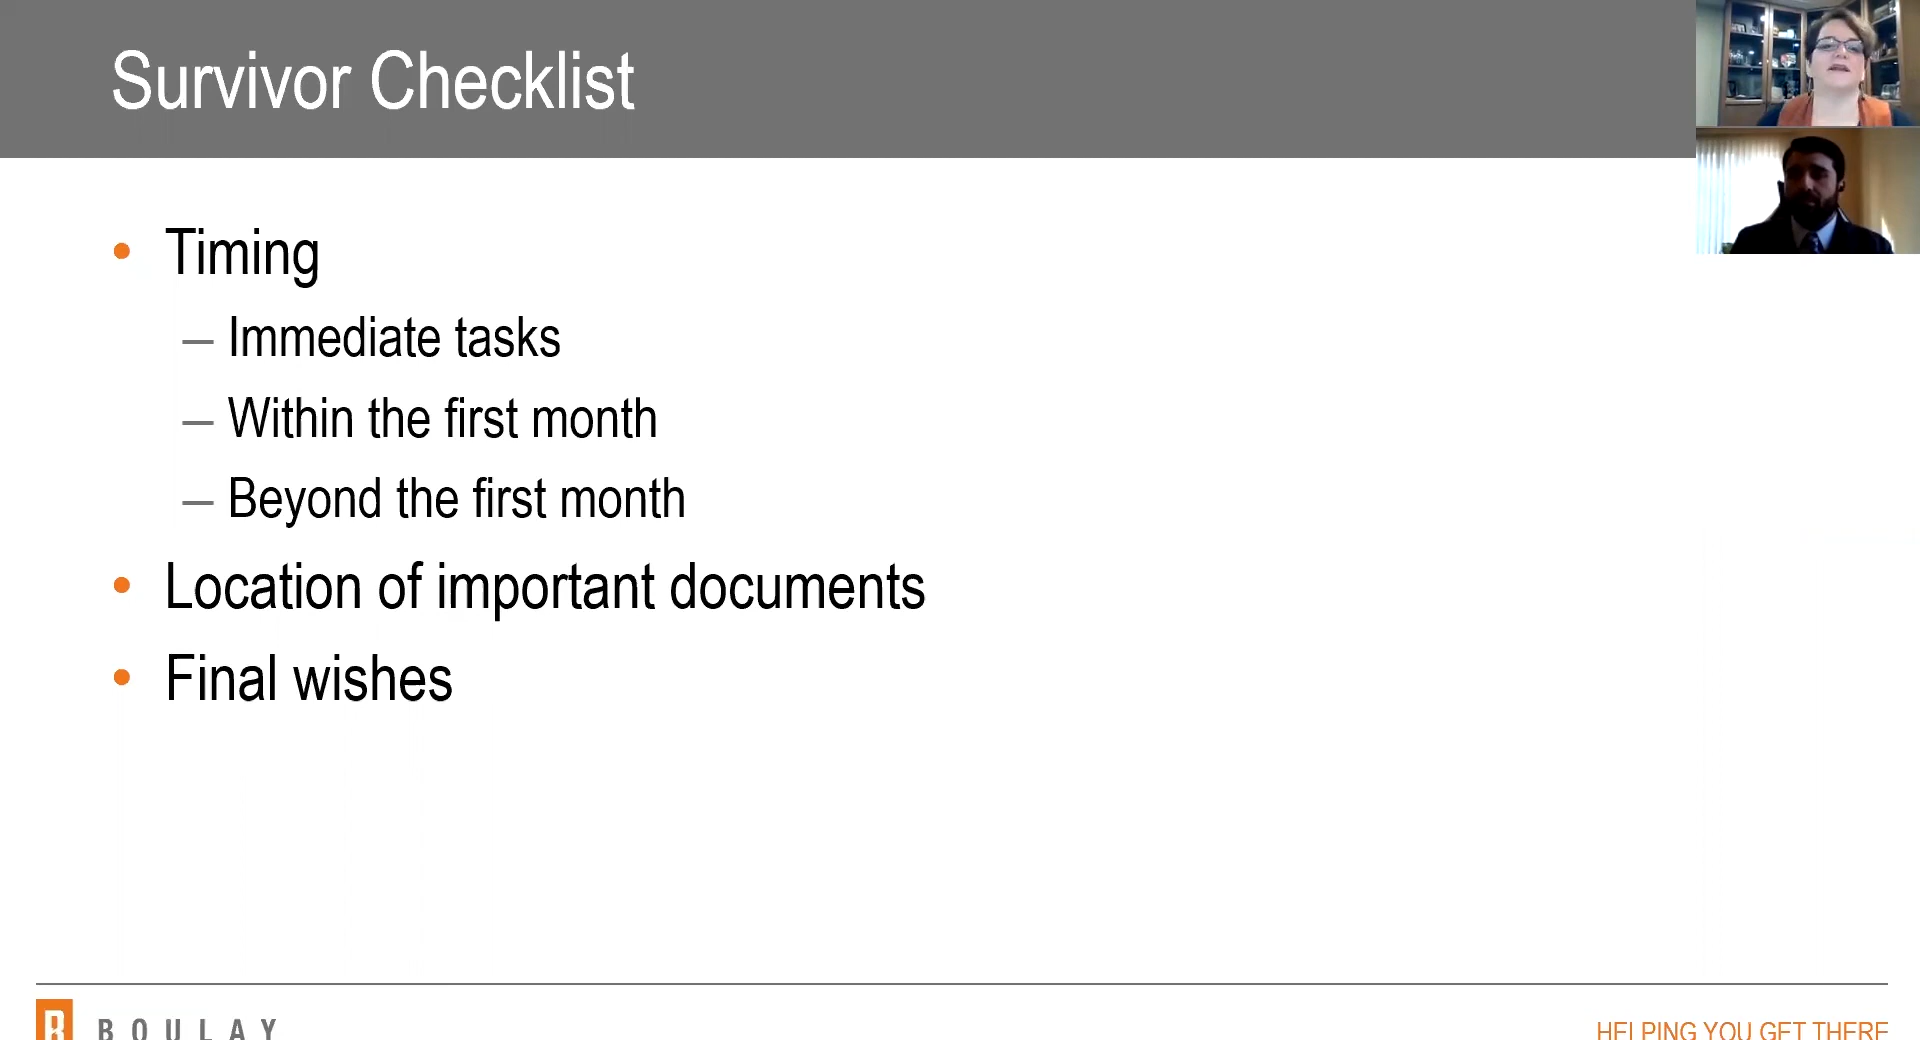 Survivor Checklist
• Timing
– Immediate tasks
– Within the first month
– Beyond the first month
• Location of important documents
• Final wishes
B BOULAY
HELPING YOU GET THERE